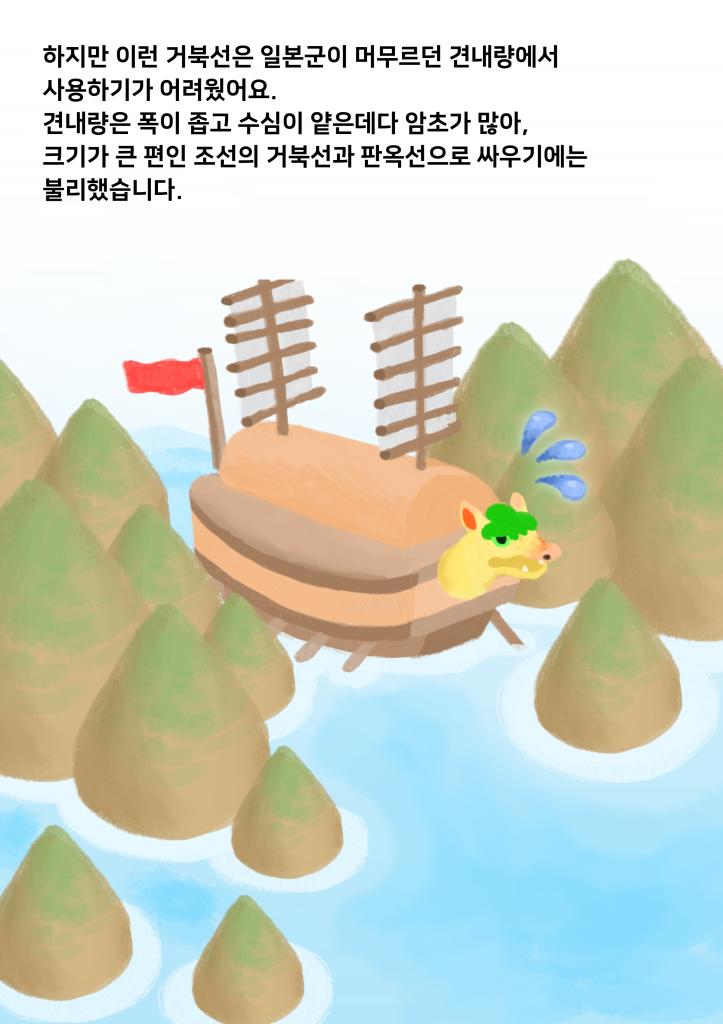 하지만 이런 거북선은 일본군이 머무르던 견내량에서
사용하기가 어려웠어요.
견내량은 폭이 좁고 수심이 얕은데다 암초가 많아,
크기가 큰 편인 조선의 거북선과 판옥선으로 싸우기에는
불리했습니다.